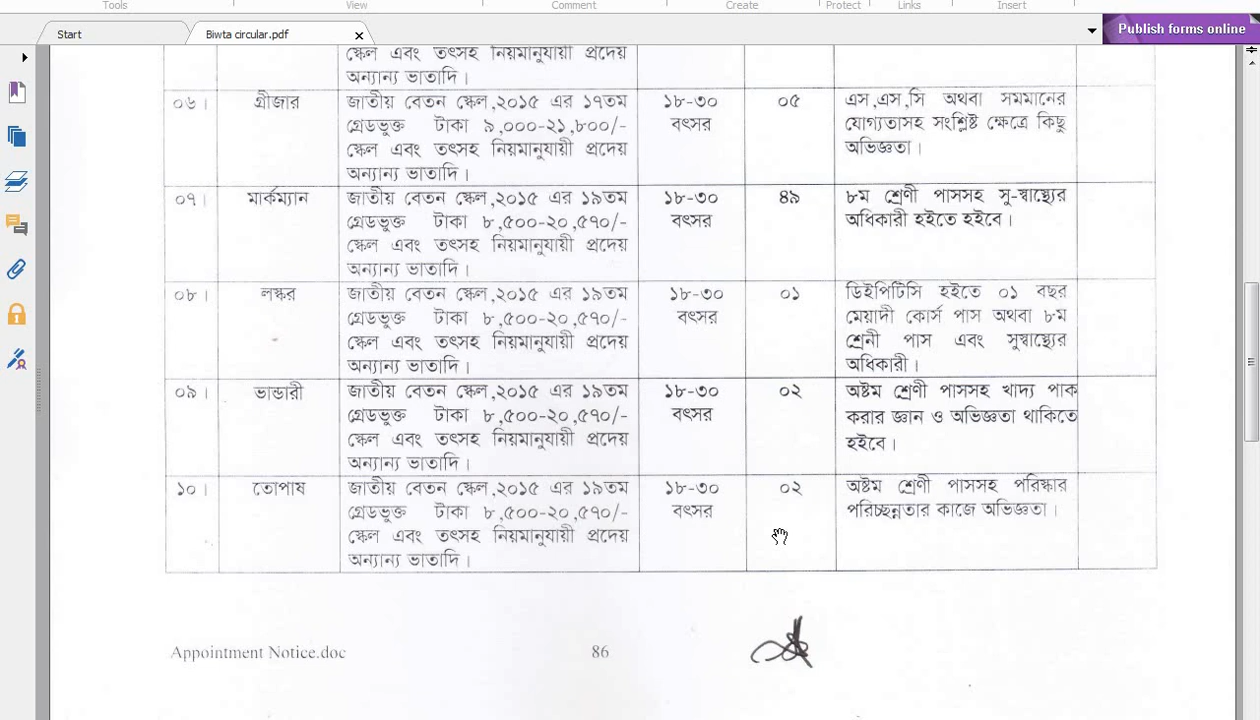 Tools View Comment Create Protect Links Insert
Start Biwta circular.pdf Publish forms online
স্কেল এবং তৎসহ নিয়মানুযায়ী প্রদেয়
অন্যান্য ভাতাদি।
০৬। গ্রীজার জাতীয় বেতন স্কেল,২০১৫ এর ১৭তম ১৮-৩০ ০৫ এস,এস,সি অথবা সমমানের
গ্রেডভুক্ত টাকা ৯,০০০-২১,৮০০/- বৎসর যোগ্যতাসহ সংশ্লিষ্ট ক্ষেত্রে কিছু
স্কেল এবং তৎসহ নিয়মানুযায়ী প্রদেয় অভিজ্ঞতা।
অন্যান্য ভাতাদি।
০৭। মার্কম্যান জাতীয় বেতন স্কেল,২০১৫ এর ১৯তম ১৮-৩০ ৪৯ ৮ম শ্রেণী পাসসহ সু-স্বাস্থ্যের
গ্রেডভুক্ত টাকা ৮,৫০০-২০,৫৭০/- বৎসর অধিকারী হইতে হইবে।
স্কেল এবং তৎসহ নিয়মানুযায়ী প্রদেয়
অন্যান্য ভাতাদি।
০৮। লস্কর জাতীয় বেতন স্কেল,২০১৫ এর ১৯তম ১৮-৩০ ০১ ডিইপিটিসি হইতে ০১ বছর
গ্রেডভুক্ত টাকা ৮,৫০০-২০,৫৭০/- বৎসর মেয়াদী কোর্স পাস অথবা ৮ম
স্কেল এবং তৎসহ নিয়মানুযায়ী প্রদেয় শ্রেনী পাস এবং সুস্বাস্থ্যের
অন্যান্য ভাতাদি। অধিকারী।
০৯। ভান্ডারী জাতীয় বেতন স্কেল,২০১৫ এর ১৯তম ১৮-৩০ ০২ অষ্টম শ্রেণী পাসসহ খাদ্য পাক
গ্রেডভুক্ত টাকা ৮,৫০০-২০,৫৭০/- বৎসর করার জ্ঞান ও অভিজ্ঞতা থাকিতে
স্কেল এবং তৎসহ নিয়মানুযায়ী প্রদেয় হইবে।
অন্যান্য ভাতাদি।
১০। তোপাষ জাতীয় বেতন স্কেল,২০১৫ এর ১৯তম ১৮-৩০ ০২ অষ্টম শ্রেণী পাসসহ পরিষ্কার
গ্রেডভুক্ত টাকা ৮,৫০০-২০,৫৭০/- বৎসর পরিচ্ছন্নতার কাজে অভিজ্ঞতা।
স্কেল এবং তৎসহ নিয়মানুযায়ী প্রদেয়
অন্যান্য ভাতাদি।
Appointment Notice.doc 86